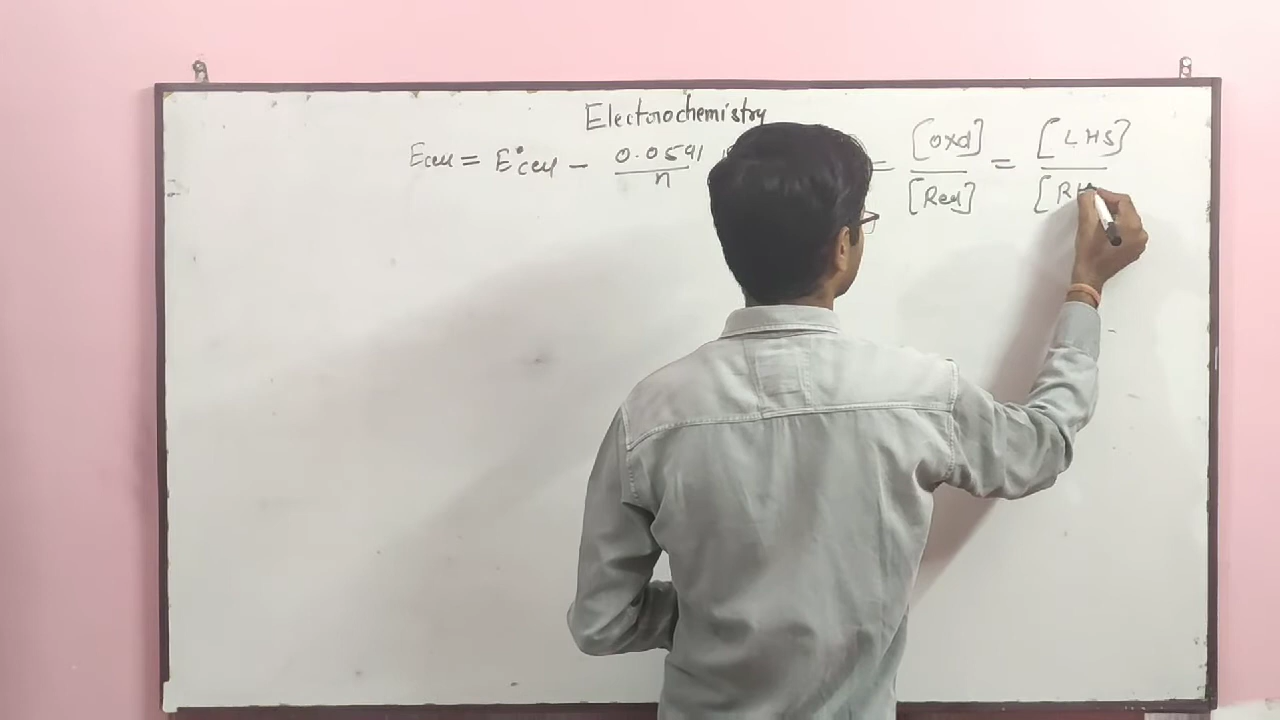 Electrochemistry
Ecell = E°cell - 0.0591/n = [oxd]/[Red] = [LHS]/[RH